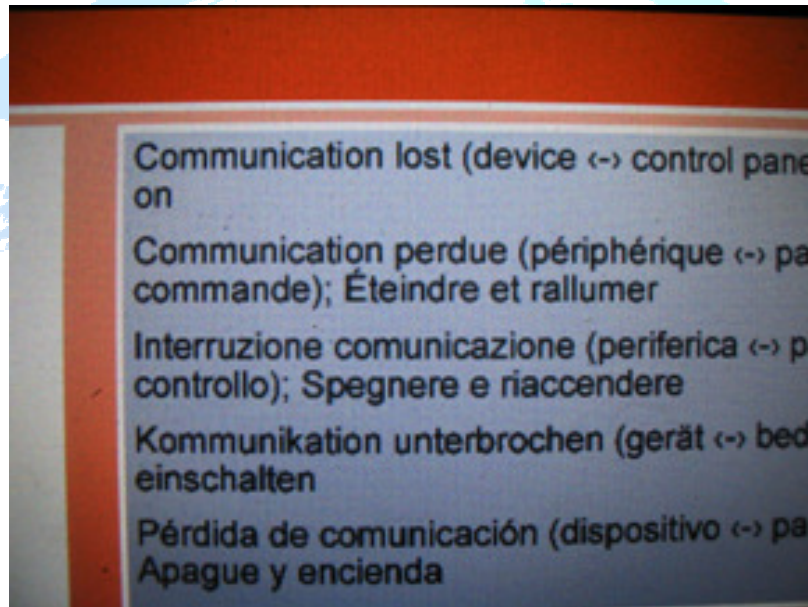 Communication lost (device <-> control pane
on
Communication perdue (périphérique <-> pa
commande); Éteindre et rallumer
Interruzione comunicazione (periferica <-> p
controllo); Spegnere e riaccendere
Kommunikation unterbrochen (gerät <-> bed
einschalten
Pérdida de comunicación (dispositivo <-> pa
Apague y encienda